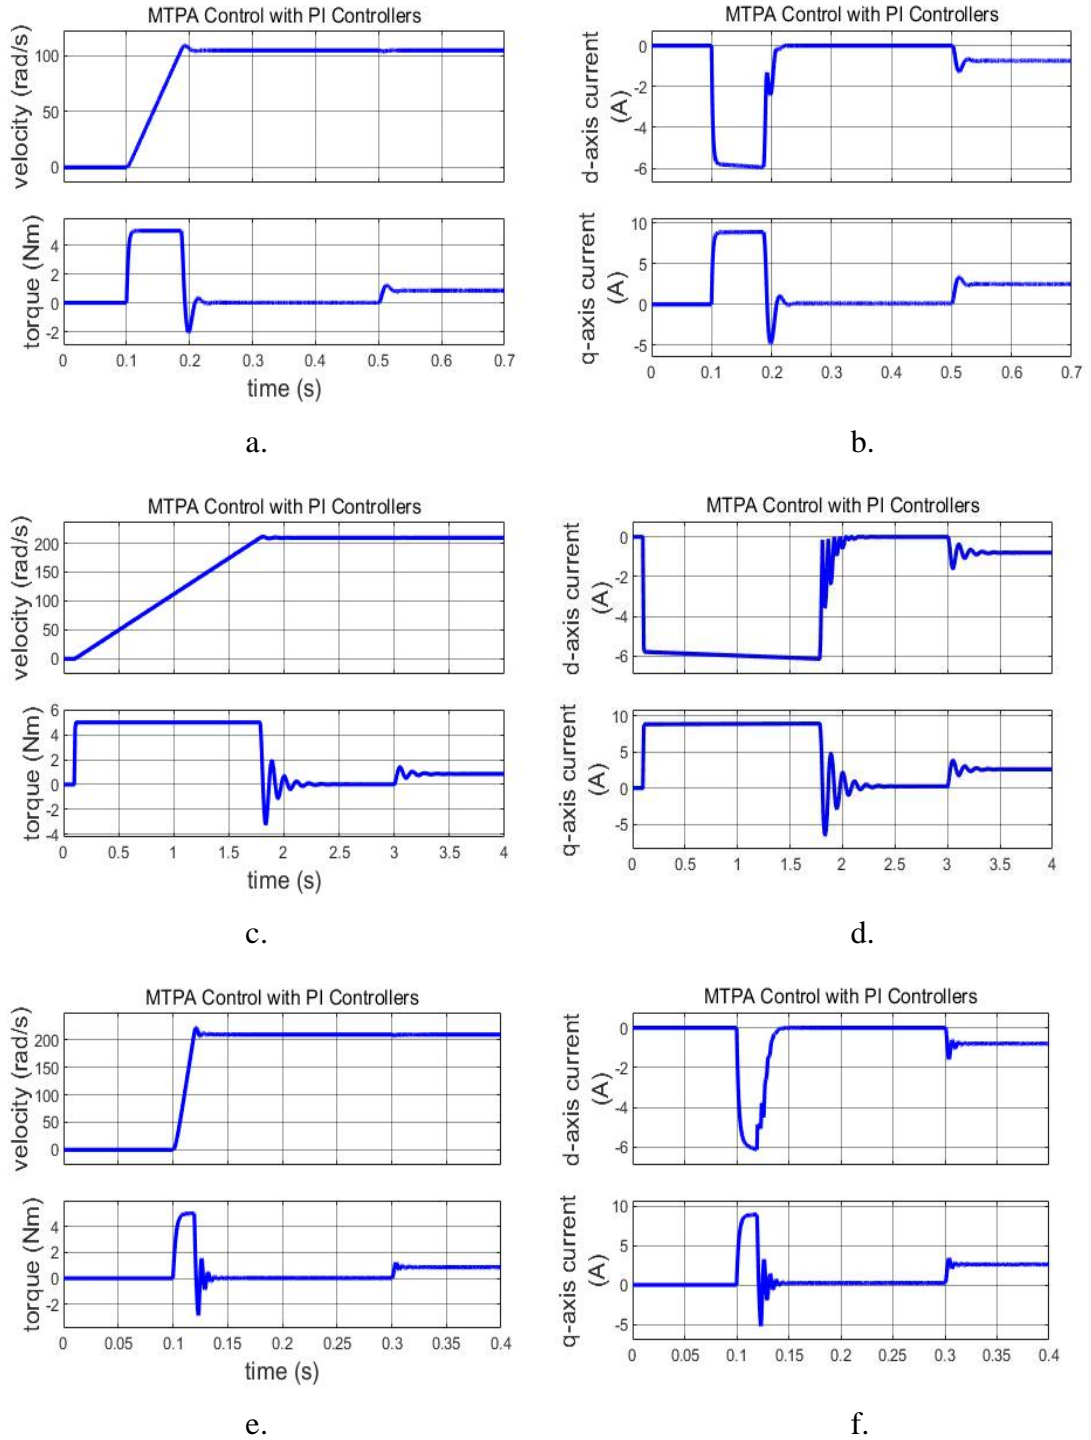 MTPA Control with PI Controllers
velocity (rad/s)
100
50
0
torque (Nm)
4
2
0
-2
0 0.1 0.2 0.3 0.4 0.5 0.6 0.7
time (s)
a.
MTPA Control with PI Controllers
d-axis current
(A)
0
-2
-4
-6
q-axis current
(A)
10
5
0
-5
0 0.1 0.2 0.3 0.4 0.5 0.6 0.7
b.
MTPA Control with PI Controllers
velocity (rad/s)
200
150
100
50
0
torque (Nm)
6
4
2
0
-2
-4
0 0.5 1 1.5 2 2.5 3 3.5 4
time (s)
c.
MTPA Control with PI Controllers
d-axis current
(A)
0
-2
-4
-6
q-axis current
(A)
10
5
0
-5
0 0.5 1 1.5 2 2.5 3 3.5 4
d.
MTPA Control with PI Controllers
velocity (rad/s)
200
150
100
50
0
torque (Nm)
4
2
0
-2
0 0.05 0.1 0.15 0.2 0.25 0.3 0.35 0.4
time (s)
e.
MTPA Control with PI Controllers
d-axis current
(A)
0
-2
-4
-6
q-axis current
(A)
10
5
0
-5
0 0.05 0.1 0.15 0.2 0.25 0.3 0.35 0.4
f.